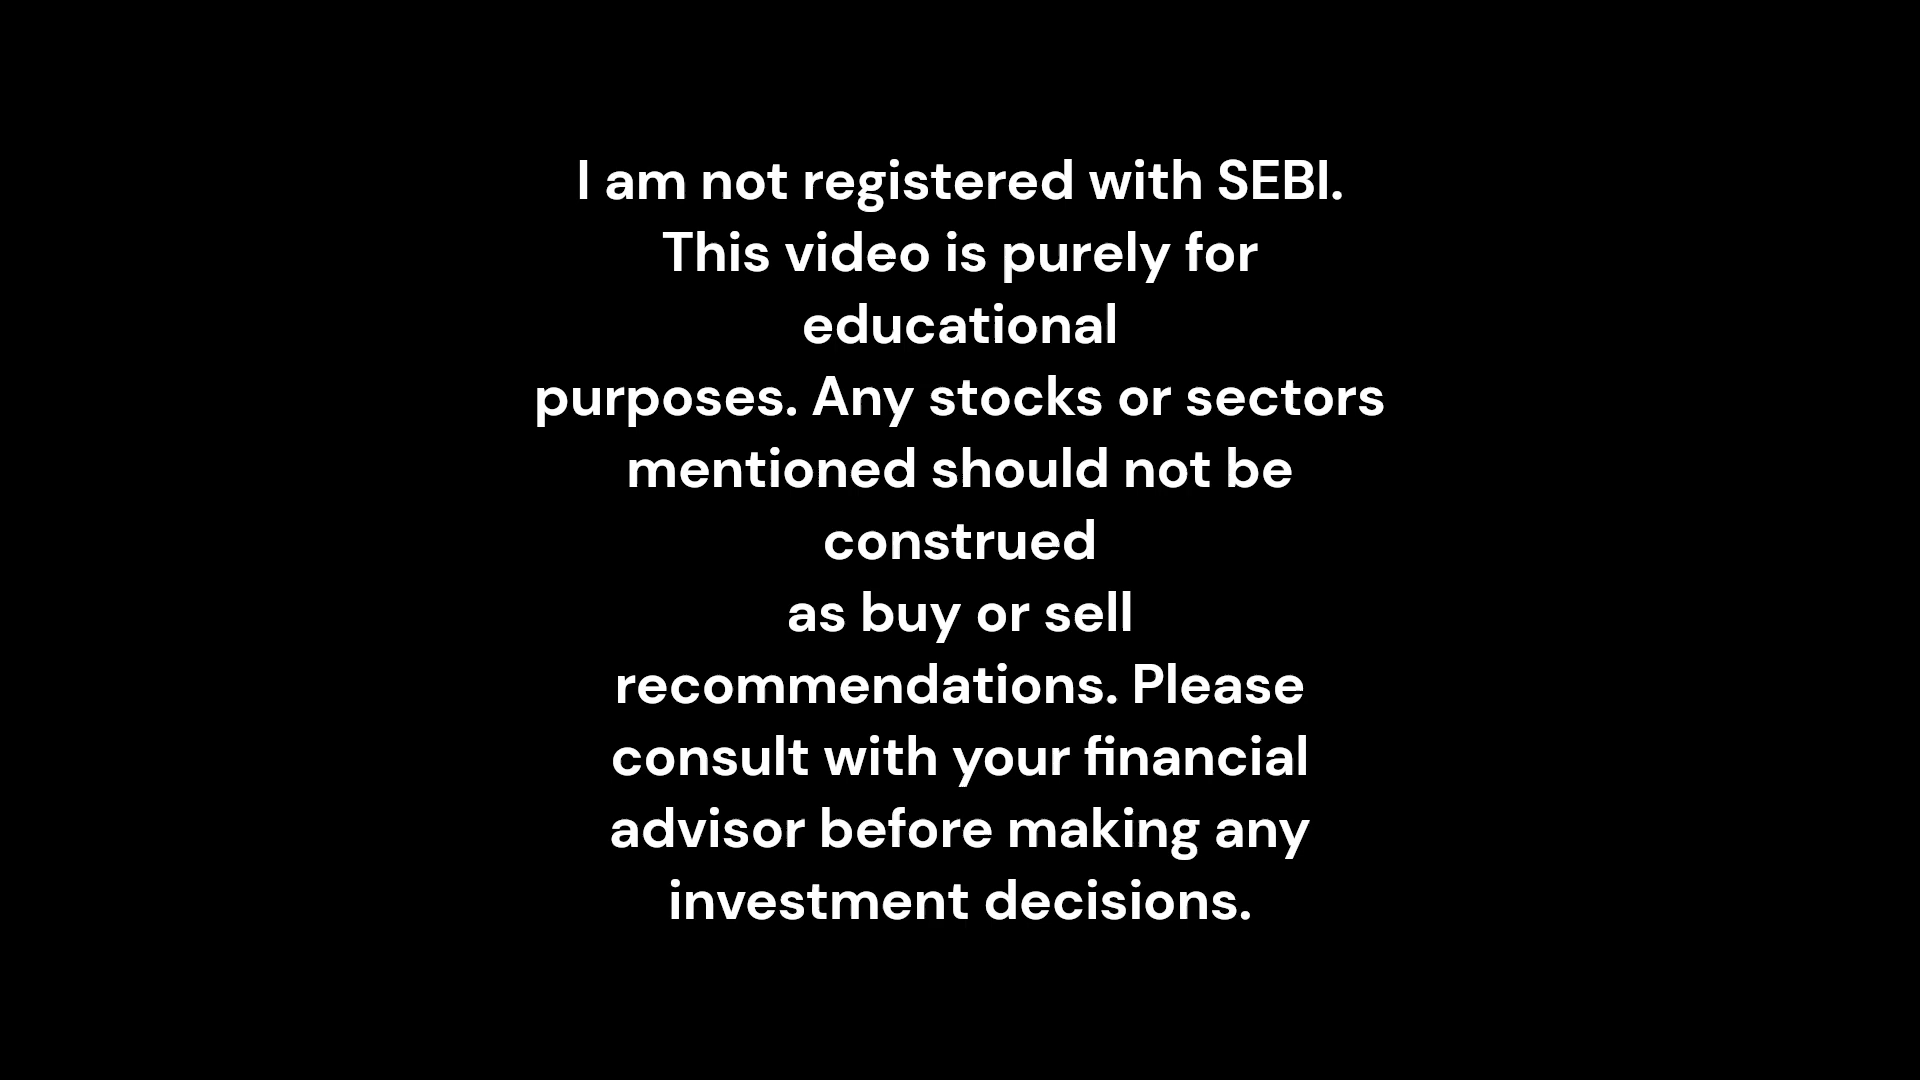 I am not registered with SEBI.
This video is purely for
educational
purposes. Any stocks or sectors
mentioned should not be
construed
as buy or sell
recommendations. Please
consult with your financial
advisor before making any
investment decisions.